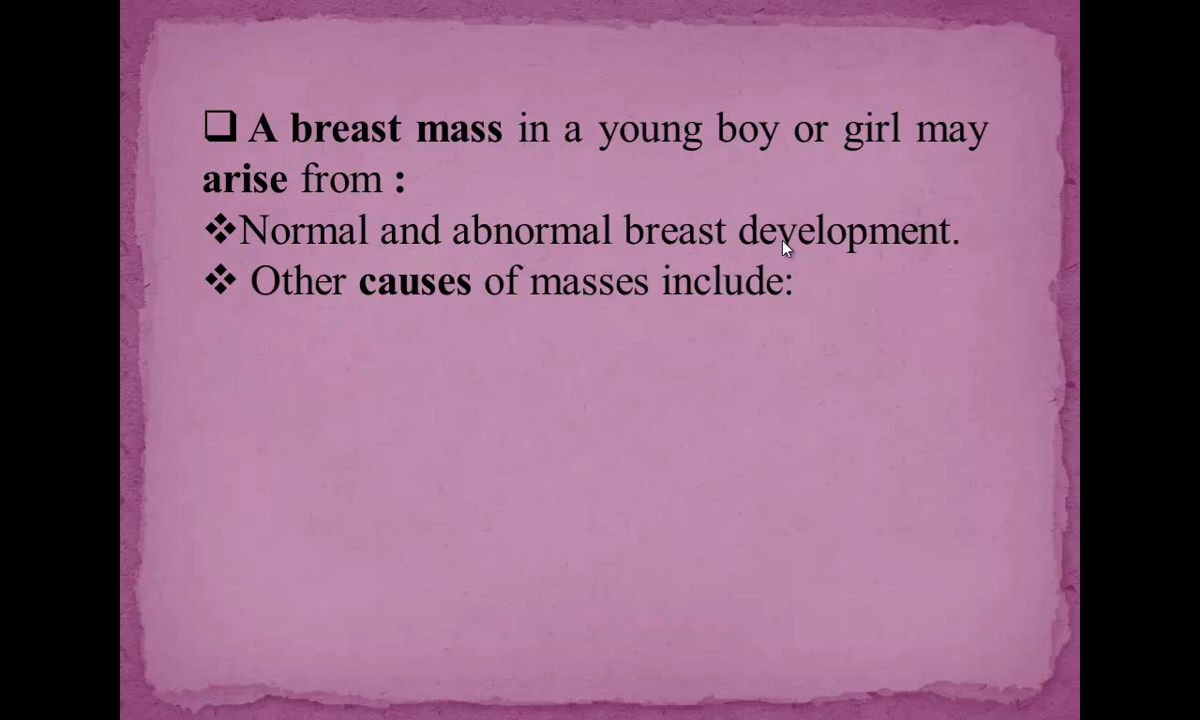 ❑ A breast mass in a young boy or girl may
arise from :
❖Normal and abnormal breast development.
❖ Other causes of masses include: